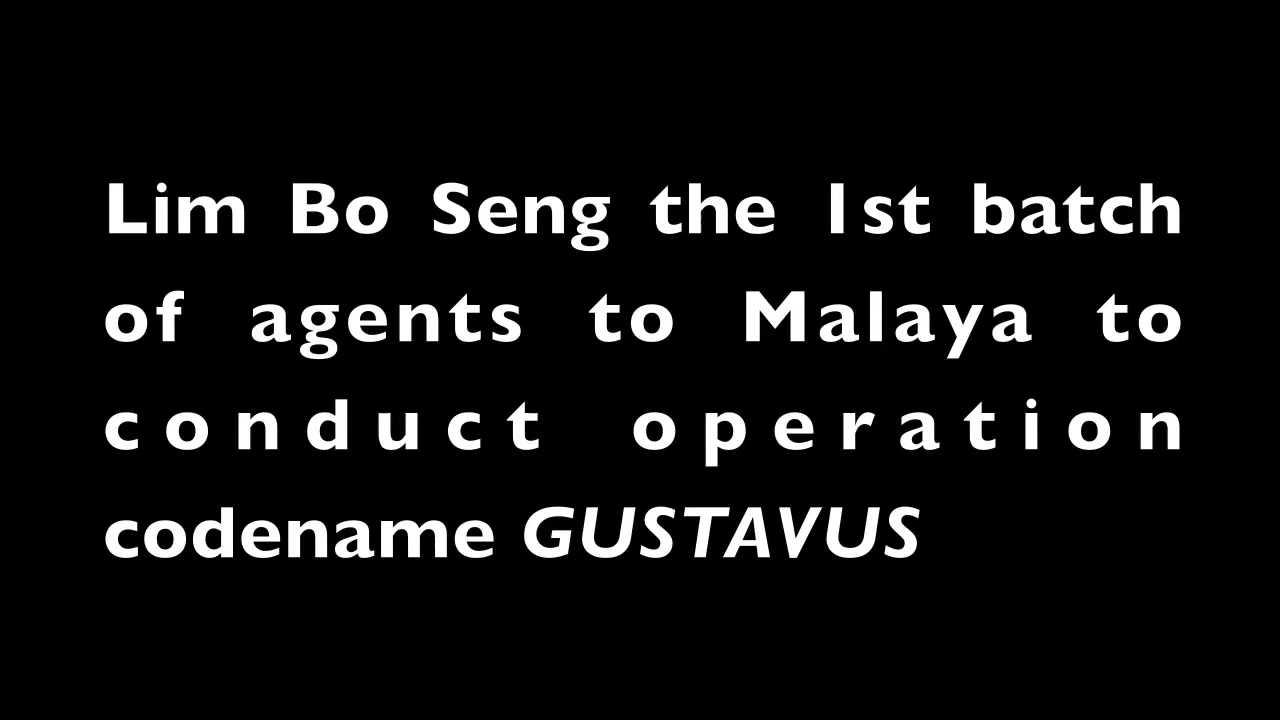 Lim Bo Seng the 1st batch
of agents to Malaya to
conduct operation
codename GUSTAVUS